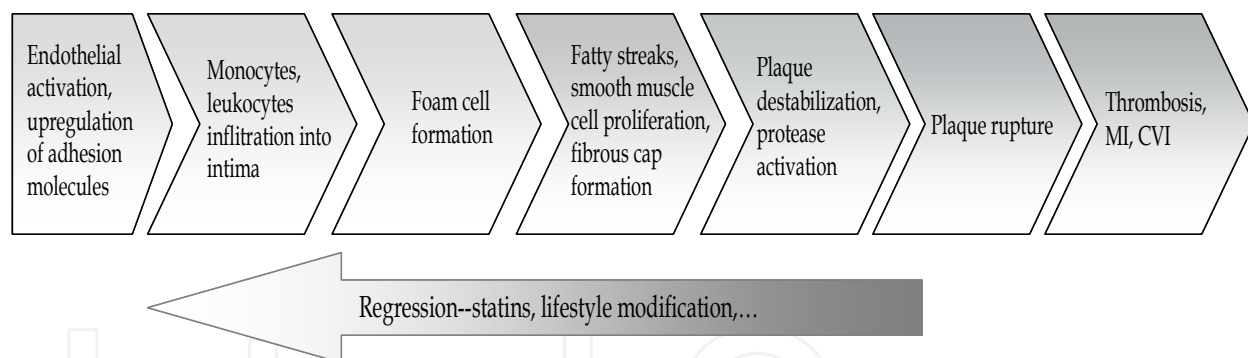 Endothelial
activation,
upregulation
of adhesion
molecules
Monocytes,
leukocytes
inflitration into
intima
Foam cell
formation
Fatty streaks,
smooth muscle
cell proliferation,
fibrous cap
formation
Plaque
destabilization,
protease
activation
Plaque rupture
Thrombosis,
MI, CVI
Regression--statins, lifestyle modification,…